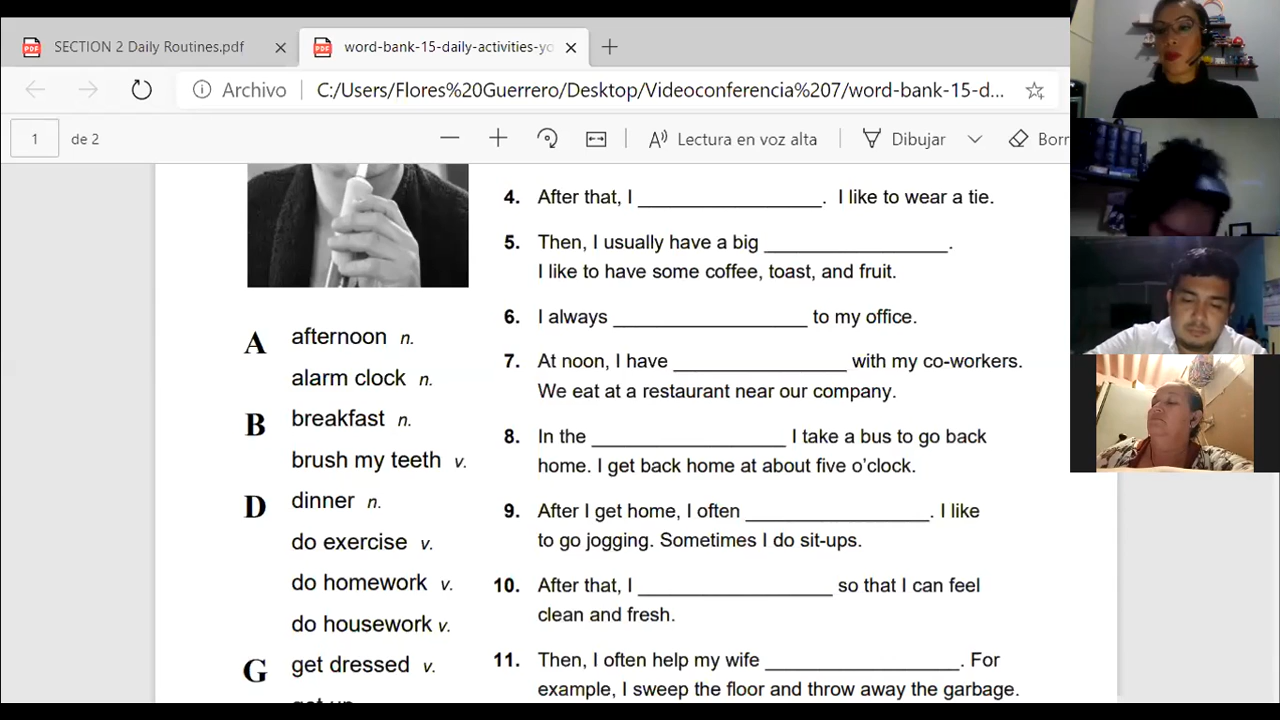 SECTION 2 Daily Routines.pdf
word-bank-15-daily-activities-yo
Archivo C:/Users/Flores%20Guerrero/Desktop/Videoconferencia%207/word-bank-15-d...
1 de 2 Lectura en voz alta Dibujar Borr
4. After that, I _________________. I like to wear a tie.
5. Then, I usually have a big _________________.
I like to have some coffee, toast, and fruit.
6. I always __________________ to my office.
7. At noon, I have ________________ with my co-workers.
We eat at a restaurant near our company.
8. In the __________________ I take a bus to go back
home. I get back home at about five o'clock.
9. After I get home, I often _________________. I like
to go jogging. Sometimes I do sit-ups.
10. After that, I __________________ so that I can feel
clean and fresh.
11. Then, I often help my wife __________________. For
example, I sweep the floor and throw away the garbage.
A afternoon n.
alarm clock n.
B breakfast n.
brush my teeth v.
D dinner n.
do exercise v.
do homework v.
do housework v.
G get dressed v.
get up